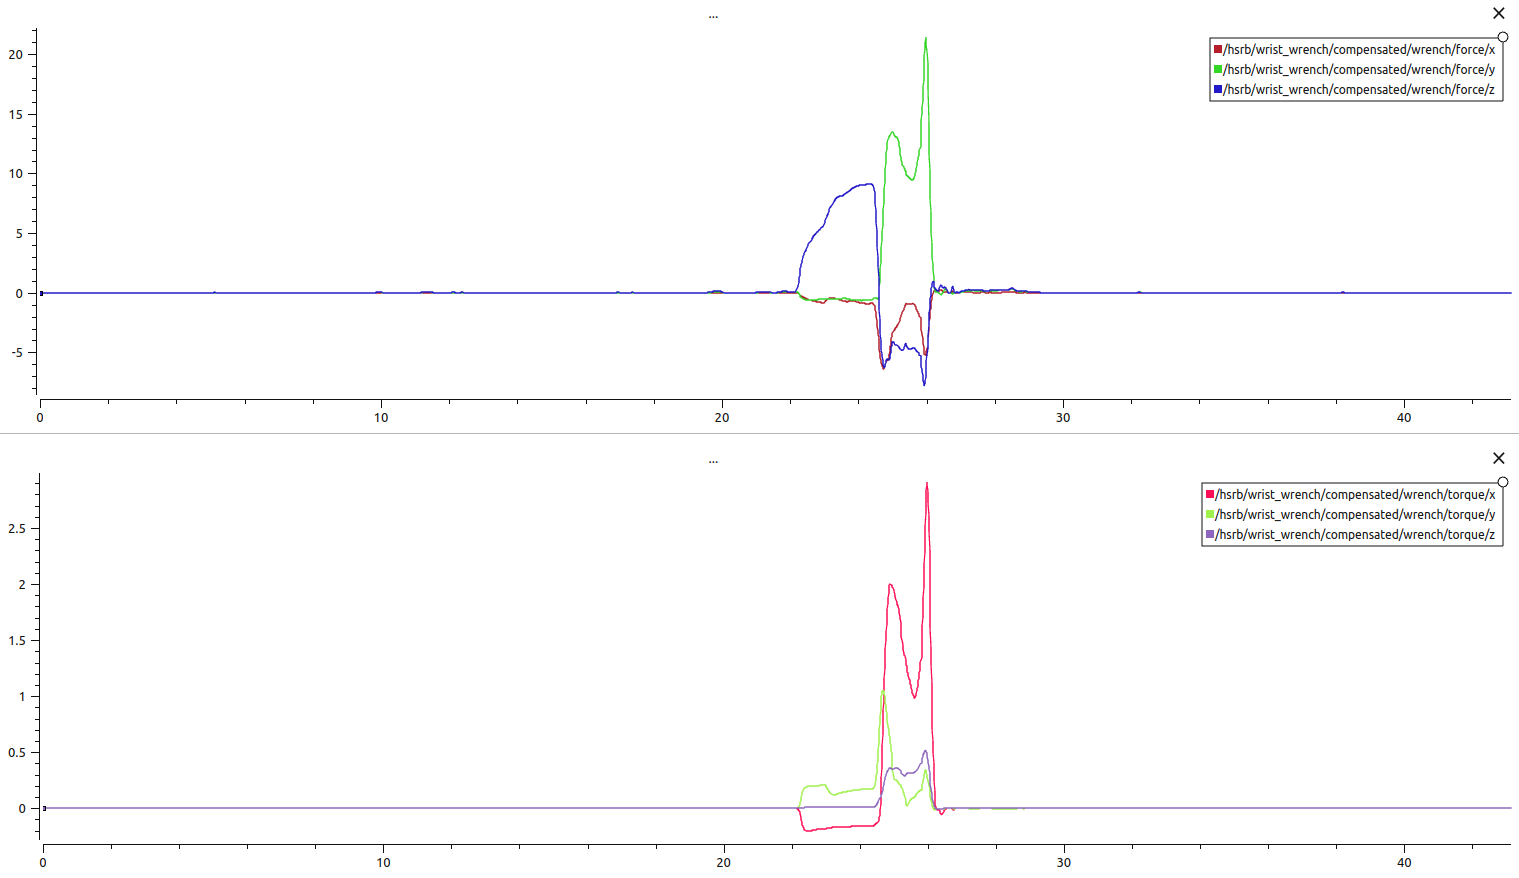 ...
/hsrb/wrist_wrench/compensated/wrench/force/x
/hsrb/wrist_wrench/compensated/wrench/force/y
/hsrb/wrist_wrench/compensated/wrench/force/z
20
15
10
5
0
-5
0 10 20 30 40
...
/hsrb/wrist_wrench/compensated/wrench/torque/x
/hsrb/wrist_wrench/compensated/wrench/torque/y
/hsrb/wrist_wrench/compensated/wrench/torque/z
2.5
2
1.5
1
0.5
0
0 10 20 30 40